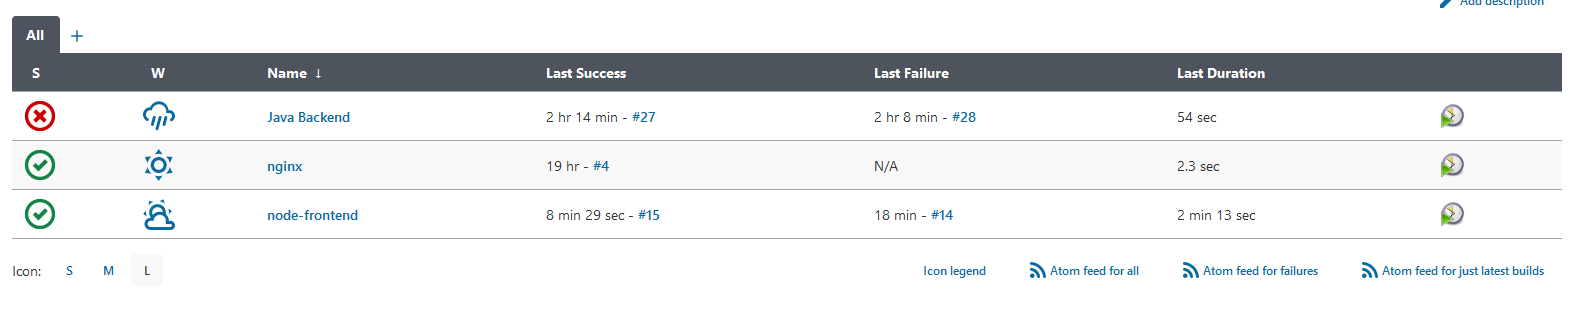 Add description
All +
S W Name ↓ Last Success Last Failure Last Duration
Java Backend 2 hr 14 min - #27 2 hr 8 min - #28 54 sec
nginx 19 hr - #4 N/A 2.3 sec
node-frontend 8 min 29 sec - #15 18 min - #14 2 min 13 sec
Icon: S M L Icon legend Atom feed for all Atom feed for failures Atom feed for just latest builds